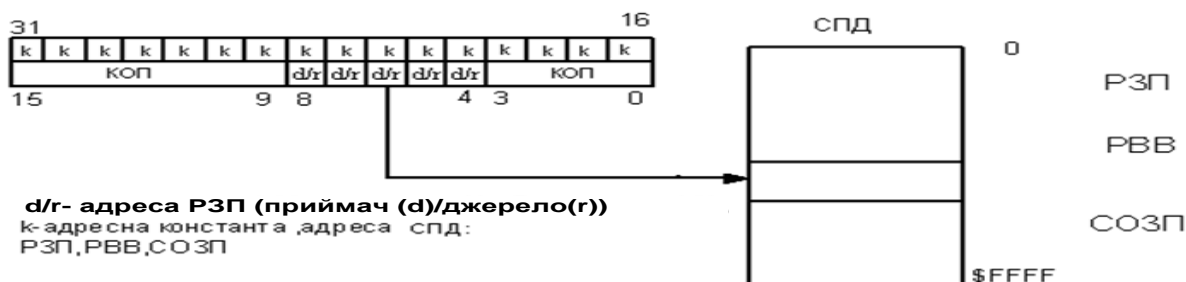 31 16
k k k k k k k k k k k k k k k k
КОП d/r d/r d/r d/r d/r КОП
15 9 8 4 3 0
СПД
0
РЗП
РВВ
СОЗП
$FFFF
d/r- адреса РЗП (приймач (d)/джерело(r))
k-адресна константа ,адреса СПД:
РЗП,РВВ,СОЗП